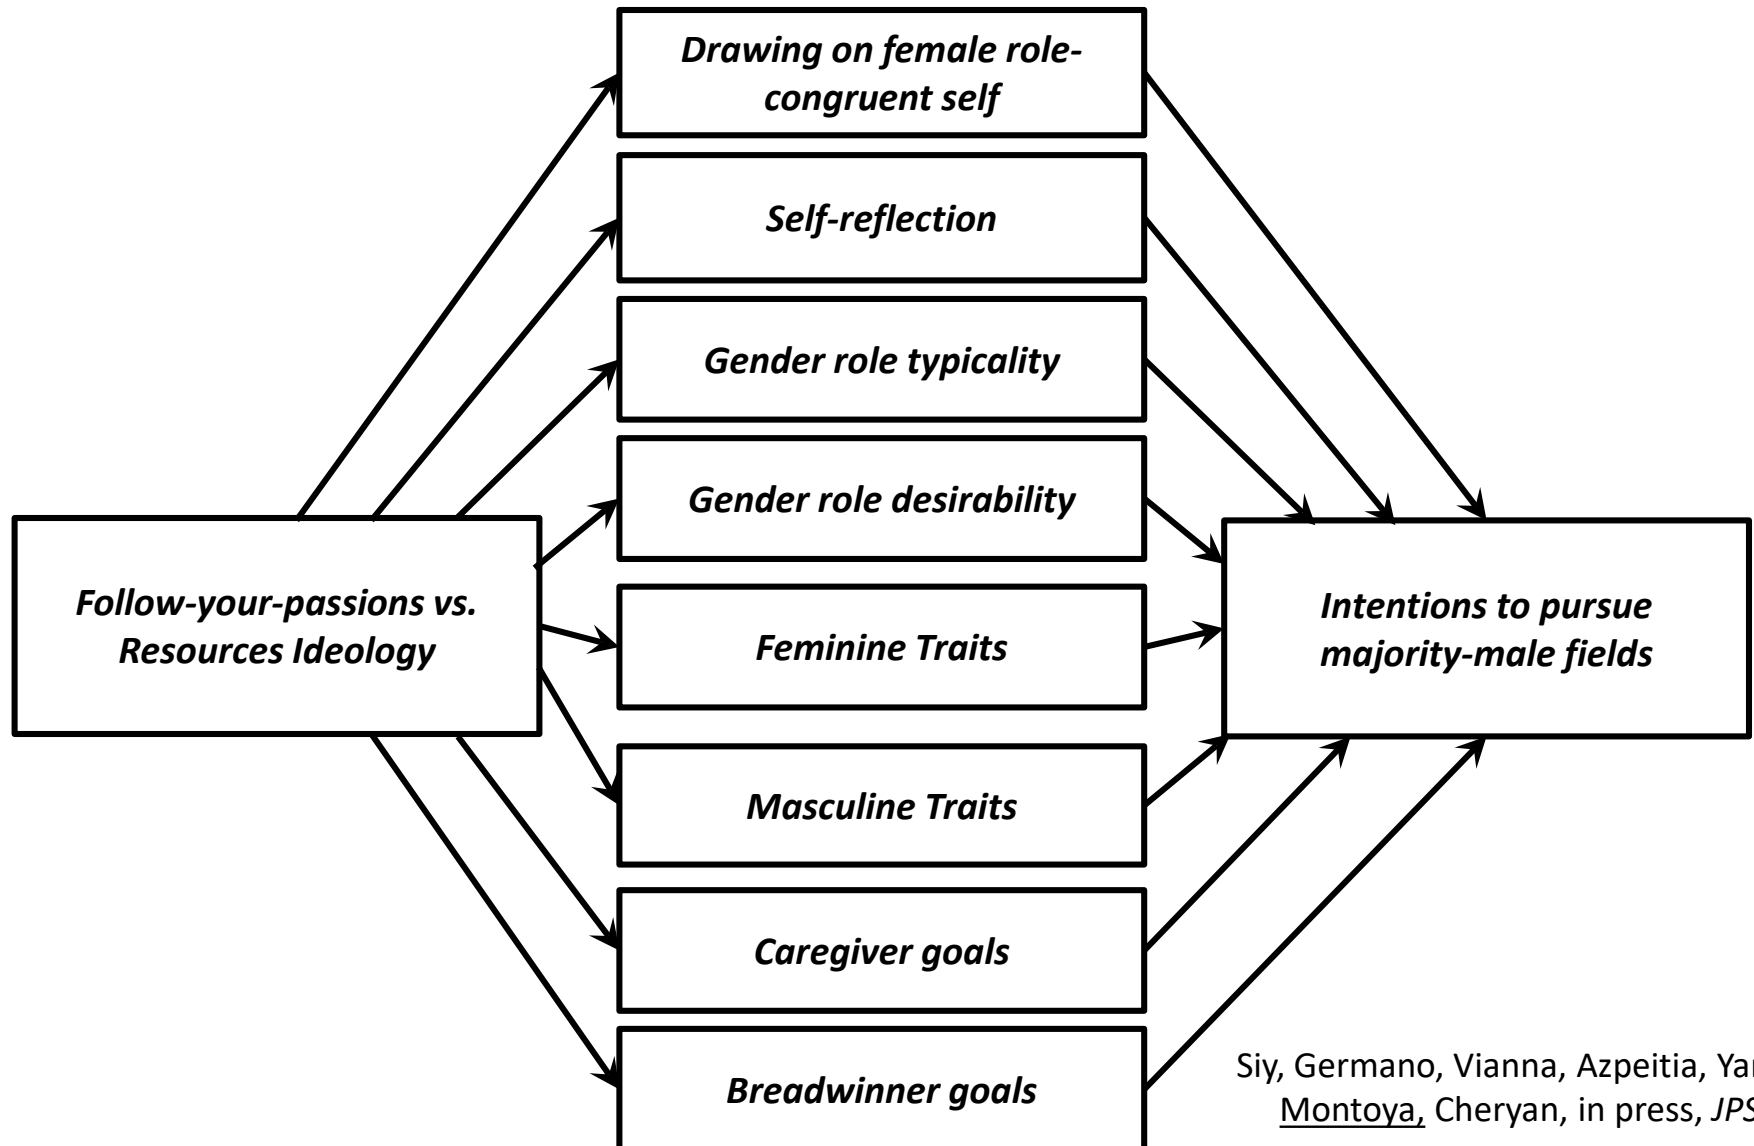 Drawing on female role-
congruent self
Self-reflection
Gender role typicality
Gender role desirability
Follow-your-passions vs.
Resources Ideology
Feminine Traits
Intentions to pursue
majority-male fields
Masculine Traits
Caregiver goals
Breadwinner goals
Siy, Germano, Vianna, Azpeitia,
Montoya, Cheryan, in press,